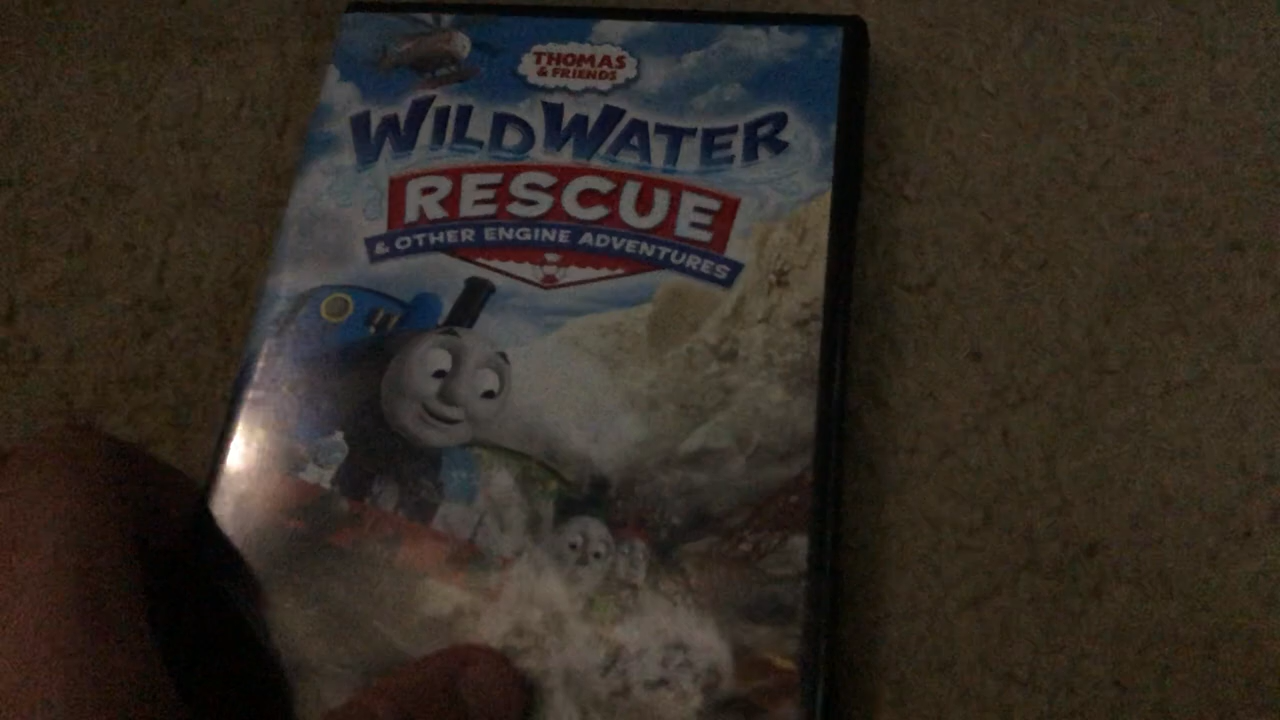 THOMAS
& FRIENDS
WILD WATER
RESCUE
& OTHER ENGINE ADVENTURES